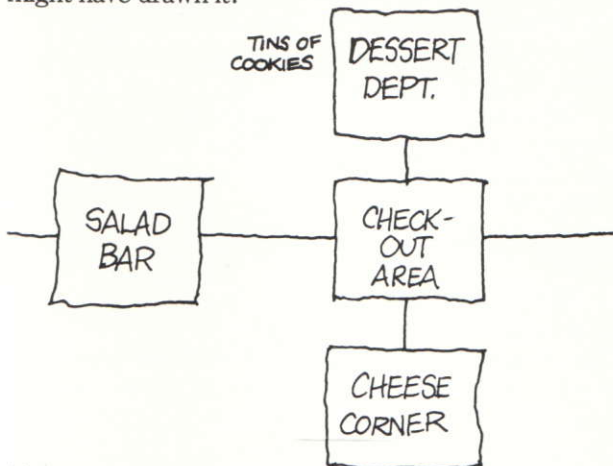 might have drawn it:
TINS OF
COOKIES
DESSERT
DEPT.
SALAD
BAR
CHECK-
OUT
AREA
CHEESE
CORNER